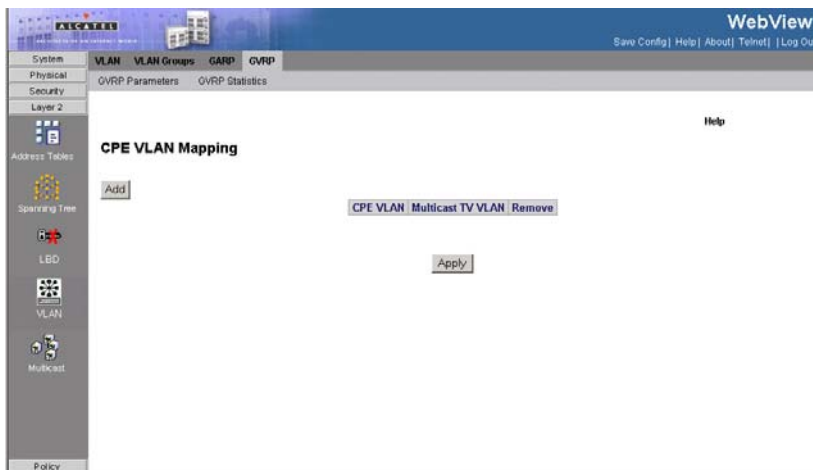 ALCATEL
WebView
Save Config| Help| About| Telnet| |Log Ou
System
Physical
Security
Layer 2
Address Tables
Spanning Tree
LBD
VLAN
Multicast
Policy
VLAN VLAN Groups GARP GVRP
GVRP Parameters GVRP Statistics
Help
CPE VLAN Mapping
Add
CPE VLAN Multicast TV VLAN Remove
Apply